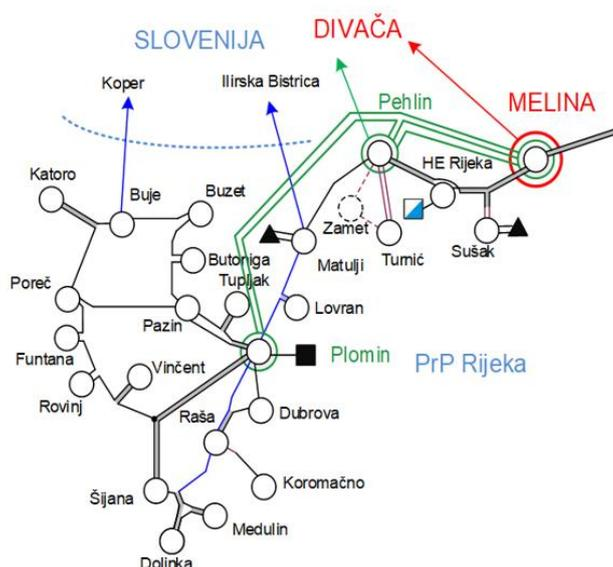 SLOVENIJA
DIVAČA
Koper
Ilirska Bistrica
Pehlin
MELINA
Katoro
Buje
Buzet
HE Rijeka
Zamet
Turnić
Sušak
Butoniga
Tupljak
Matulji
Poreč
Pazin
Lovran
Funtana
Vinčent
Plomin
PrP Rijeka
Rovinj
Raša
Dubrova
Šijana
Koromačno
Medulin
Dolinka